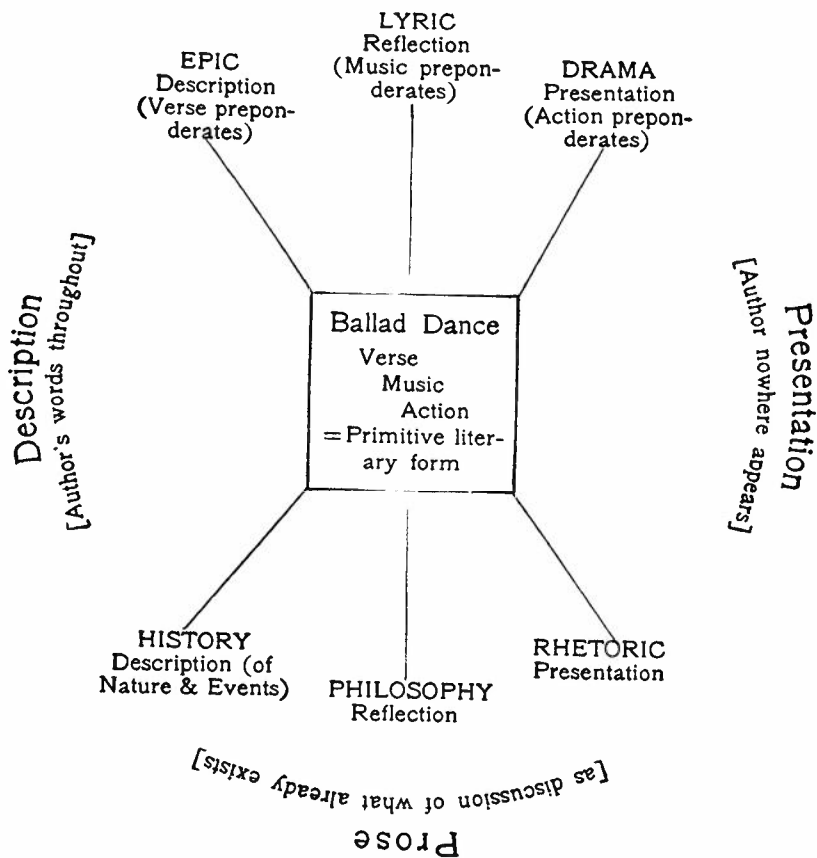 LYRIC
Reflection
(Music prepon-
derates)
EPIC
Description
(Verse prepon-
derates)
DRAMA
Presentation
(Action prepon-
derates)
Description
[Author's words throughout]
Presentation
[Author nowhere appears]
Ballad Dance
Verse
Music
Action
=Primitive liter-
ary form
HISTORY
Description (of
Nature & Events)
PHILOSOPHY
Reflection
RHETORIC
Presentation
[as discussion of what already exists]
Prose